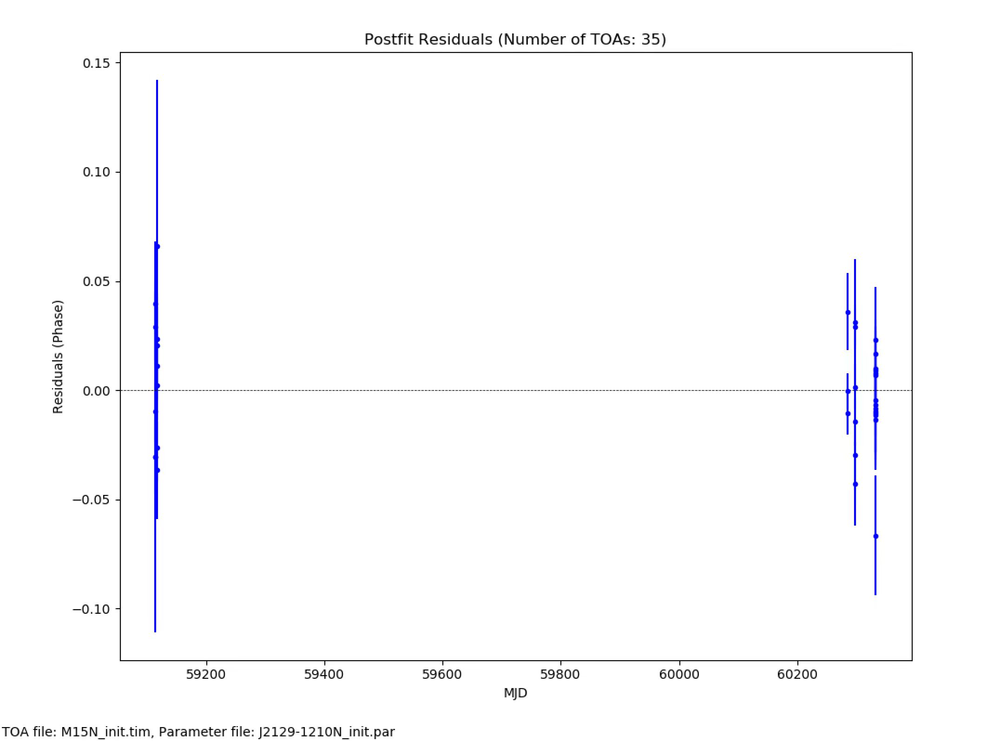 Postfit Residuals (Number of TOAs: 35)
0.15
0.10
0.05
0.00
−0.05
−0.10
Residuals (Phase)
59200 59400 59600 59800 60000 60200
MJD
TOA file: M15N_init.tim, Parameter file: J2129-1210N_init.par